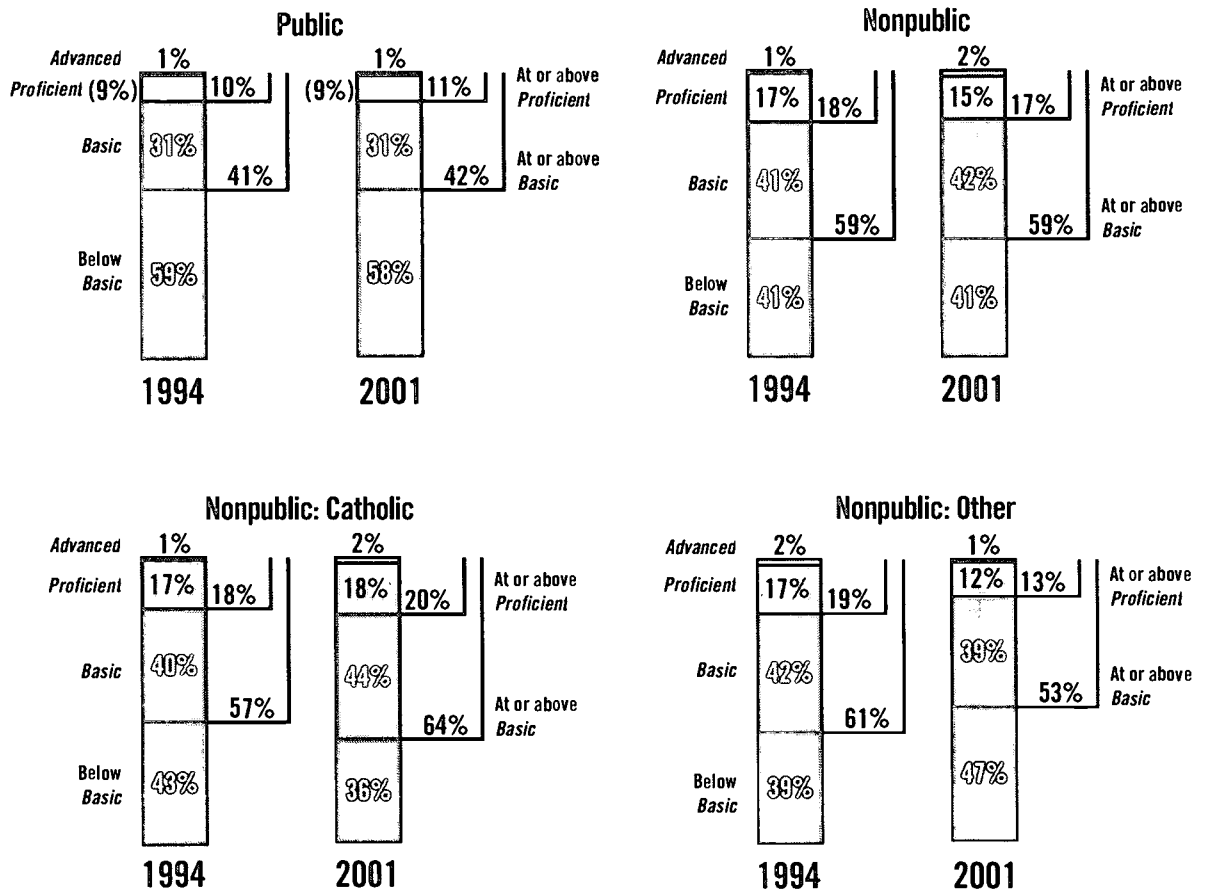 Public
Advanced 1% 1%
Proficient (9%) 10% (9%) 11% At or above
Proficient
Basic 31% 31%
41% 42% At or above
Basic
Below
Basic 59% 58%
1994 2001
Nonpublic
1% 2%
Proficient 17% 18% 15% 17% At or above
Proficient
Basic 41% 42%
59% 59% At or above
Basic
Below
Basic 41% 41%
1994 2001
Nonpublic: Catholic
Advanced 1% 2%
Proficient 17% 18% 18% 20% At or above
Proficient
Basic 40% 44%
57% 64% At or above
Basic
Below
Basic 43% 36%
1994 2001
Nonpublic: Other
Advanced 2% 1%
Proficient 17% 19% 12% 13% At or above
Proficient
Basic 42% 39%
61% 53% At or above
Basic
Below
Basic 39% 47%
1994 2001